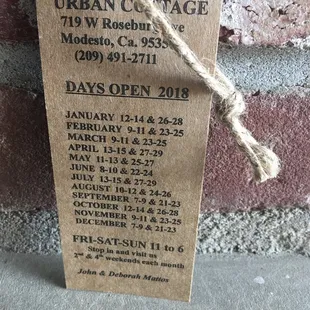 URBAN COTTAGE
719 W Roseburg Ave
Modesto, Ca. 953
(209) 491-2711
DAYS OPEN 2018
JANUARY 12-14 & 26-28
FEBRUARY 9-11 & 23-25
MARCH 9-11 & 23-25
APRIL 13-15 & 27-29
MAY 11-13 & 25-27
JUNE 8-10 & 22-24
JULY 13-15 & 27-29
AUGUST 10-12 & 24-26
SEPTEMBER 7-9 & 21-23
OCTOBER 12-14 & 26-28
NOVEMBER 9-11 & 23-25
DECEMBER 7-9 & 21-23
FRI-SAT-SUN 11 to 6
Stop in and visit us
2nd & 4th weekends each month
John & Deborah Mattos